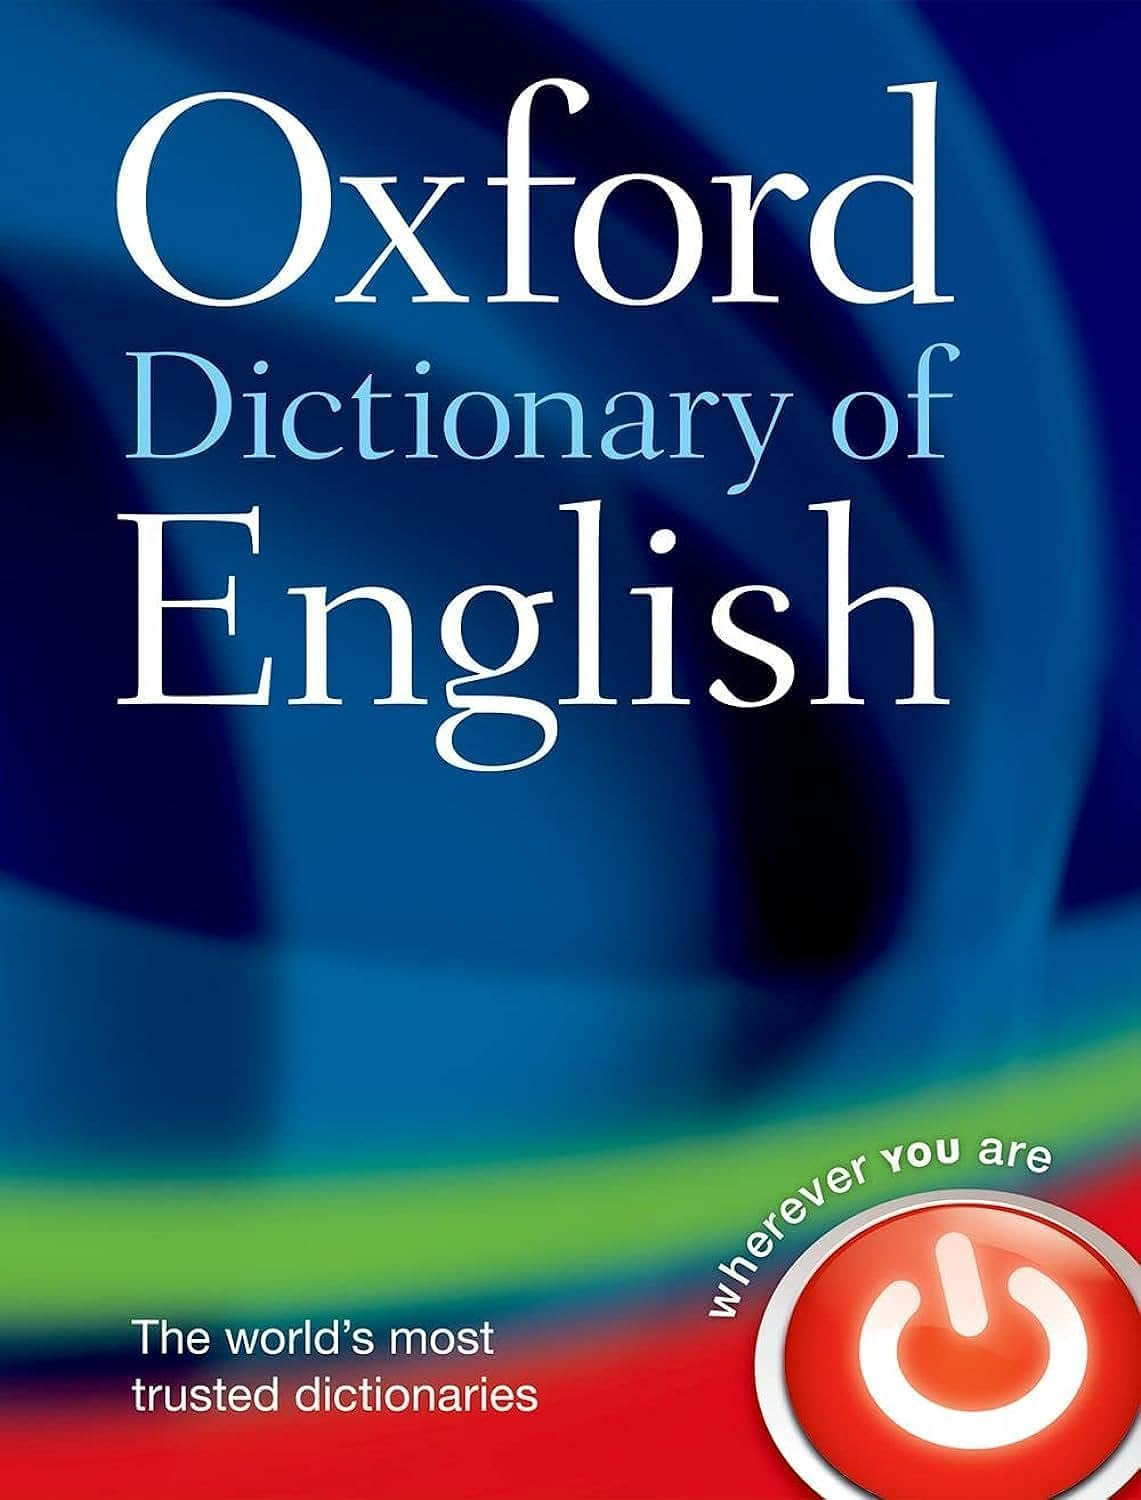 Oxford
Dictionary of
English
wherever YOU are
The world's most
trusted dictionaries